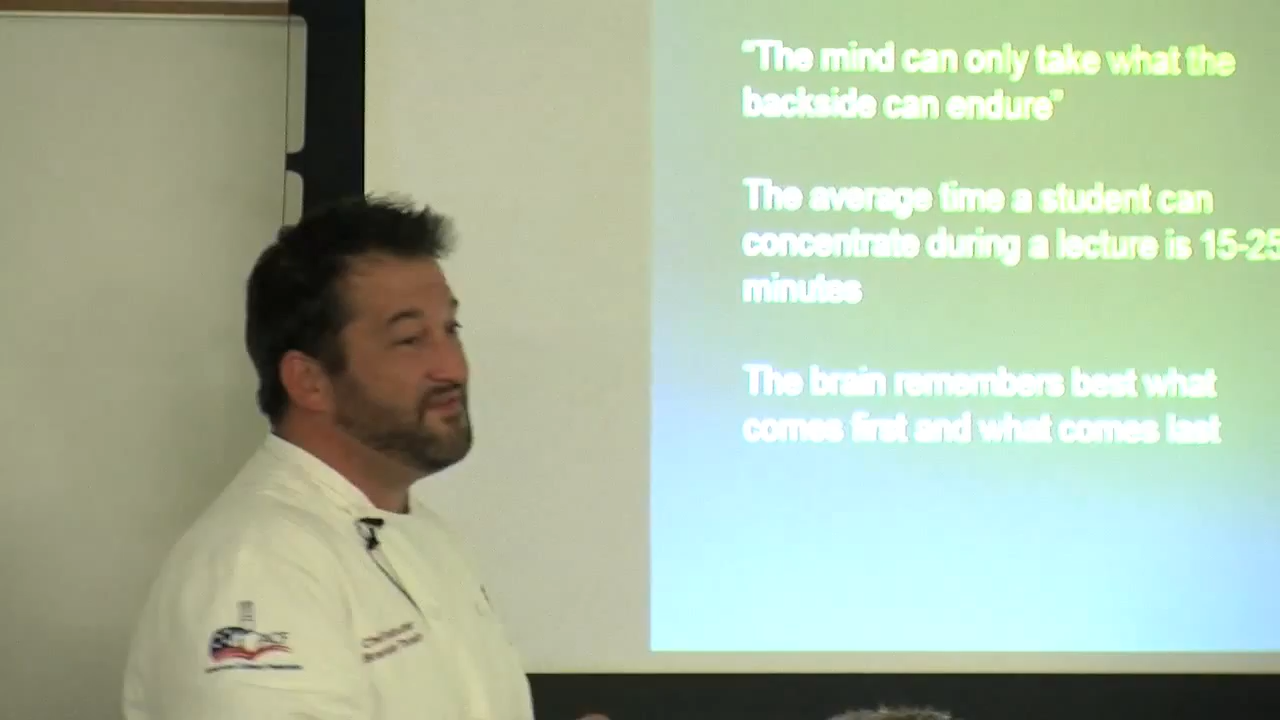 "The mind can only take what the
backside can endure"
The average time a student can
concentrate during a lecture is 15-25
minutes
The brain remembers best what
comes first and what comes last